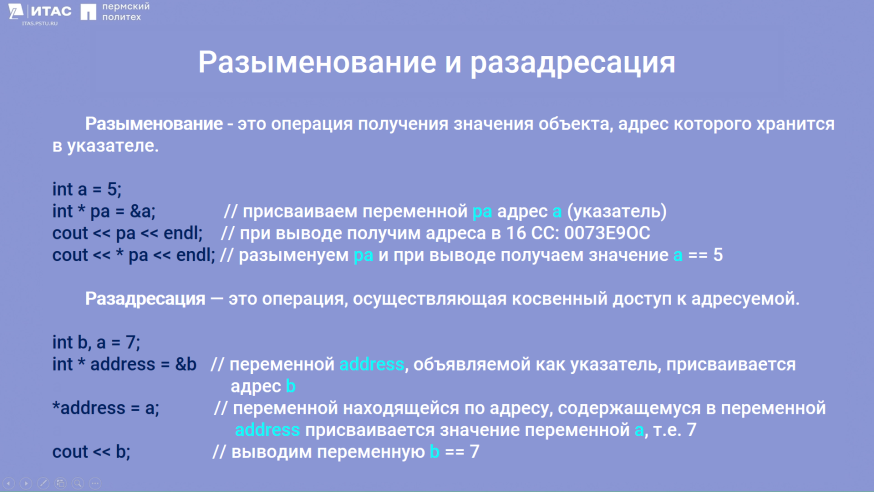 ИТАС
ITAS.PSTU.RU
пермский
политех
Разыменование и разадресация
Разыменование - это операция получения значения объекта, адрес которого хранится
в указателе.
int a = 5;
int * pa = &a; // присваиваем переменной pa адрес a (указатель)
cout << pa << endl; // при выводе получим адреса в 16 СС: 0073E9OC
cout << * pa << endl; // разыменуем pa и при выводе получаем значение a == 5
Разадресация — это операция, осуществляющая косвенный доступ к адресуемой.
int b, a = 7;
int * address = &b // переменной address, объявляемой как указатель, присваивается
адрес b
*address = a; // переменной находящейся по адресу, содержащемуся в переменной
address присваивается значение переменной a, т.е. 7
cout << b; // выводим переменную b == 7